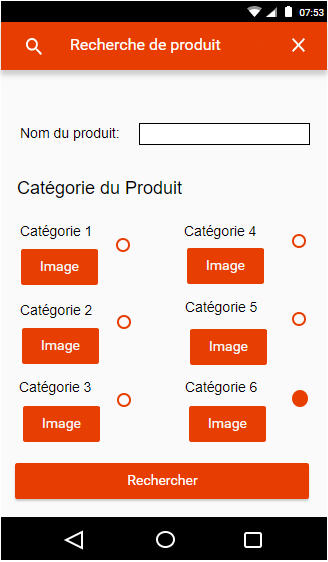 07:53
Recherche de produit
Nom du produit:
Catégorie du Produit
Catégorie 1
Image
Catégorie 4
Image
Catégorie 2
Image
Catégorie 5
Image
Catégorie 3
Image
Catégorie 6
Image
Rechercher